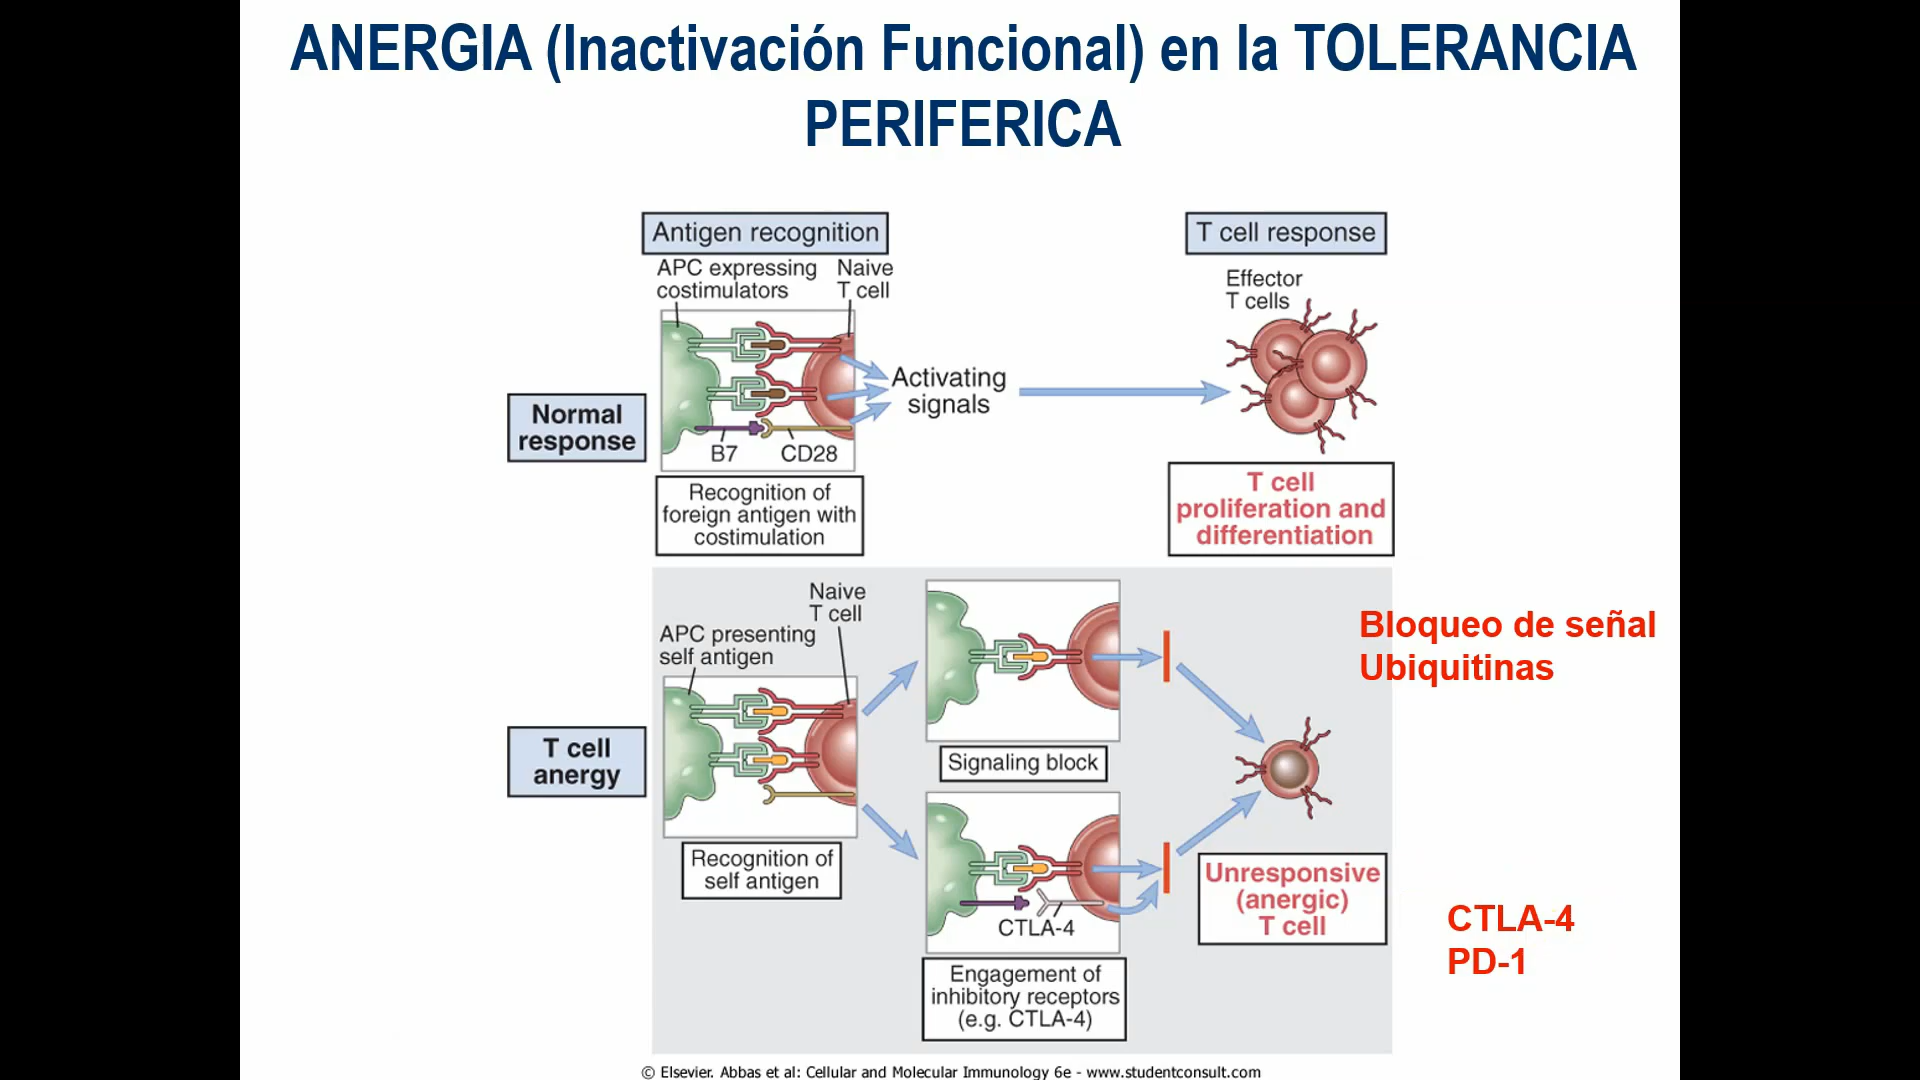 ANERGIA (Inactivación Funcional) en la TOLERANCIA
PERIFERICA
Antigen recognition
T cell response
APC expressing
costimulators
Naive
T cell
Effector
T cells
Normal
response
Activating
signals
B7
CD28
Recognition of
foreign antigen with
costimulation
T cell
proliferation and
differentiation
Naive
T cell
APC presenting
self antigen
Bloqueo de señal
Ubiquitinas
T cell
anergy
Signaling block
Recognition of
self antigen
CTLA-4
Unresponsive
(anergic)
T cell
CTLA-4
PD-1
Engagement of
inhibitory receptors
(e.g. CTLA-4)
© Elsevier. Abbas et al: Cellular and Molecular Immunology 6e - www.studentconsult.com